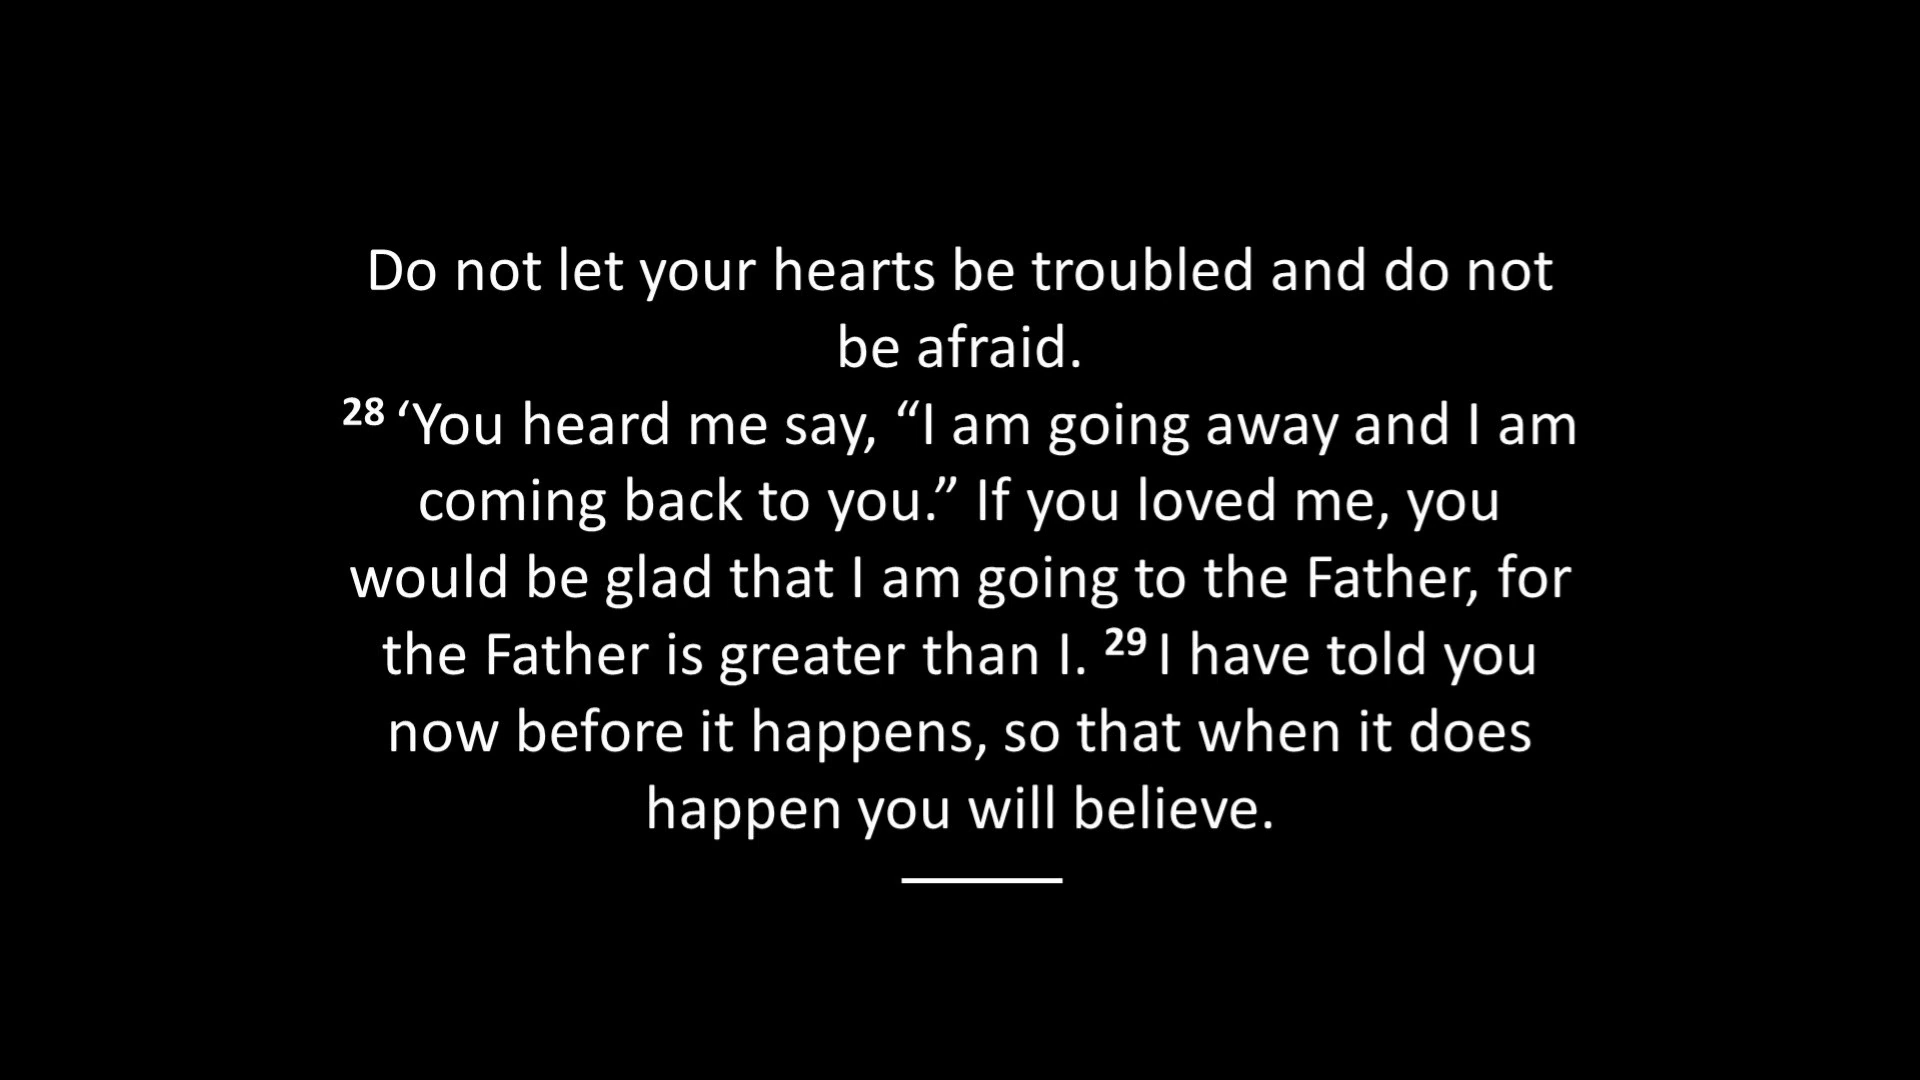 Do not let your hearts be troubled and do not
be afraid.
28 ‘You heard me say, “I am going away and I am
coming back to you.” If you loved me, you
would be glad that I am going to the Father, for
the Father is greater than I. 29 I have told you
now before it happens, so that when it does
happen you will believe.